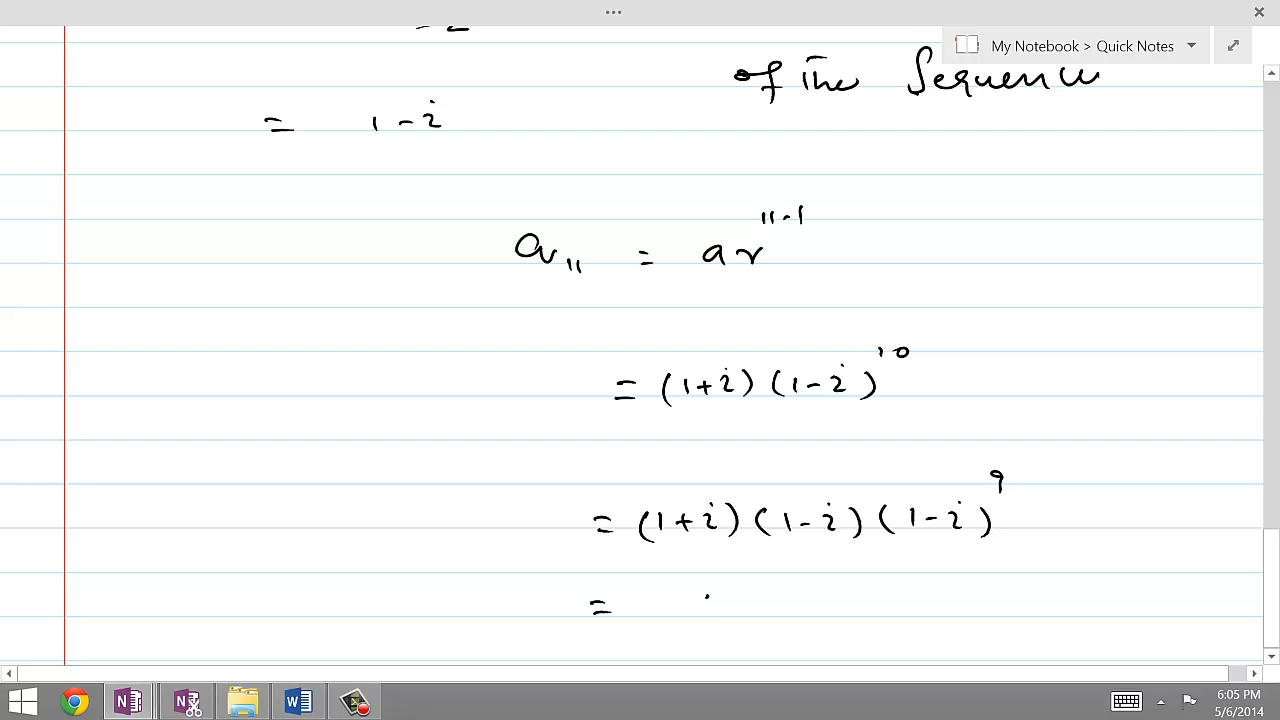 My Notebook > Quick Notes
of The Sequence
= 1 - i
a₁₁ = ar¹¹⁻¹
= (1+i) (1-i)¹⁰
= (1+i) (1-i) (1-i)⁹
=
6:05 PM
5/6/2014